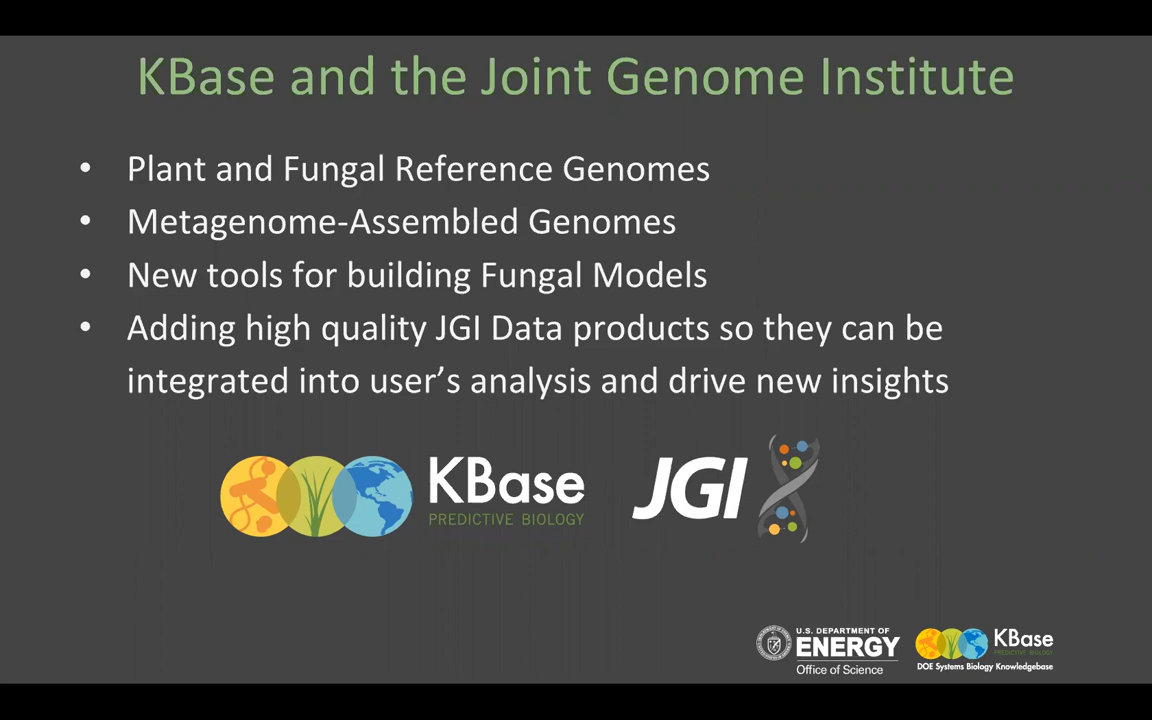 KBase and the Joint Genome Institute
• Plant and Fungal Reference Genomes
• Metagenome-Assembled Genomes
• New tools for building Fungal Models
• Adding high quality JGI Data products so they can be
integrated into user’s analysis and drive new insights
KBase
PREDICTIVE BIOLOGY
JGI
U.S. DEPARTMENT OF
ENERGY
Office of Science
KBase
PREDICTIVE BIOLOGY
DOE Systems Biology Knowledgebase